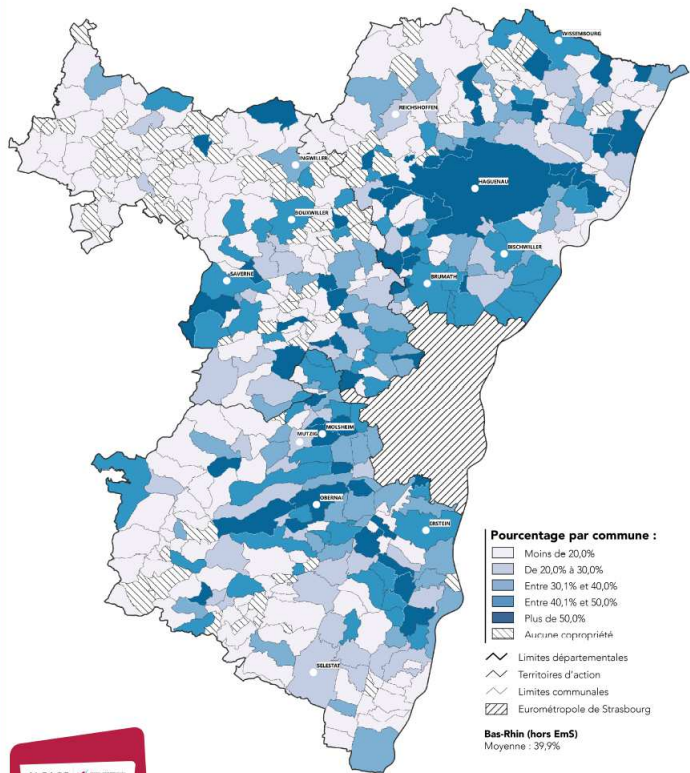 WISSEMBOURG
REICHSHOFFEN
INGWILLER
HAGUENAU
BOUXWILLER
BISCHWILLER
SAVERNE
BRUMATH
MUTZIG
MOLSHEIM
OBERNAI
ERSTEIN
SELESTAT
Pourcentage par commune :
Moins de 20,0%
De 20,0% à 30,0%
Entre 30,1% et 40,0%
Entre 40,1% et 50,0%
Plus de 50,0%
Aucune copropriété
Limites départementales
Territoires d'action
Limites communales
Eurométropole de Strasbourg
Bas-Rhin (hors EmS)
Moyenne : 39,9%